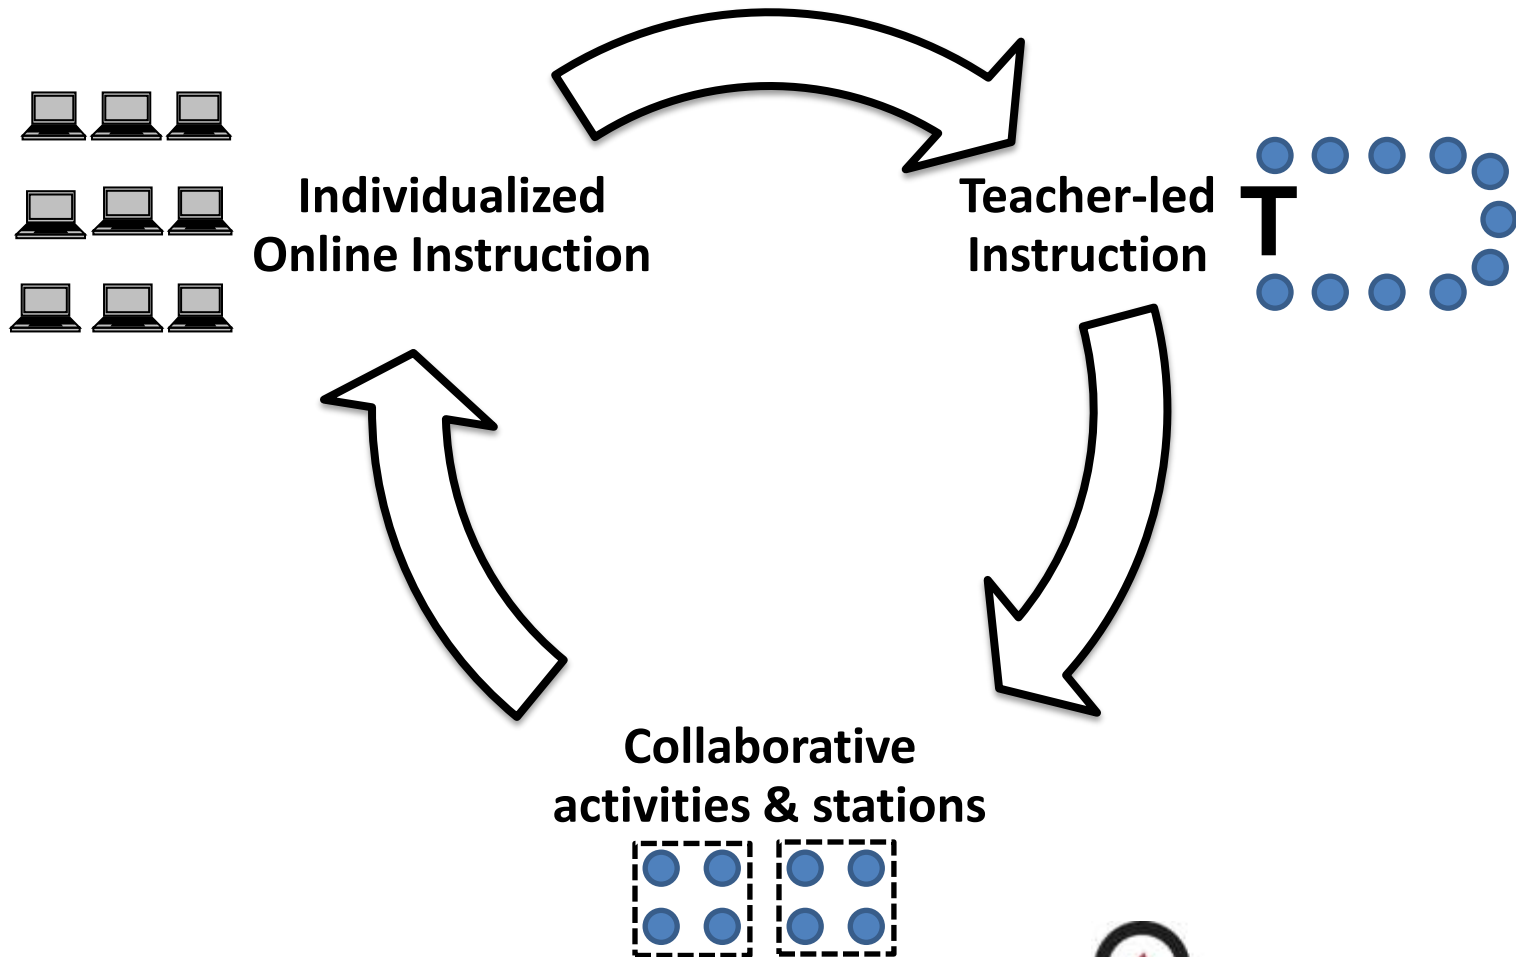 Individualized
Online Instruction
Teacher-led
Instruction
T
Collaborative
activities & stations